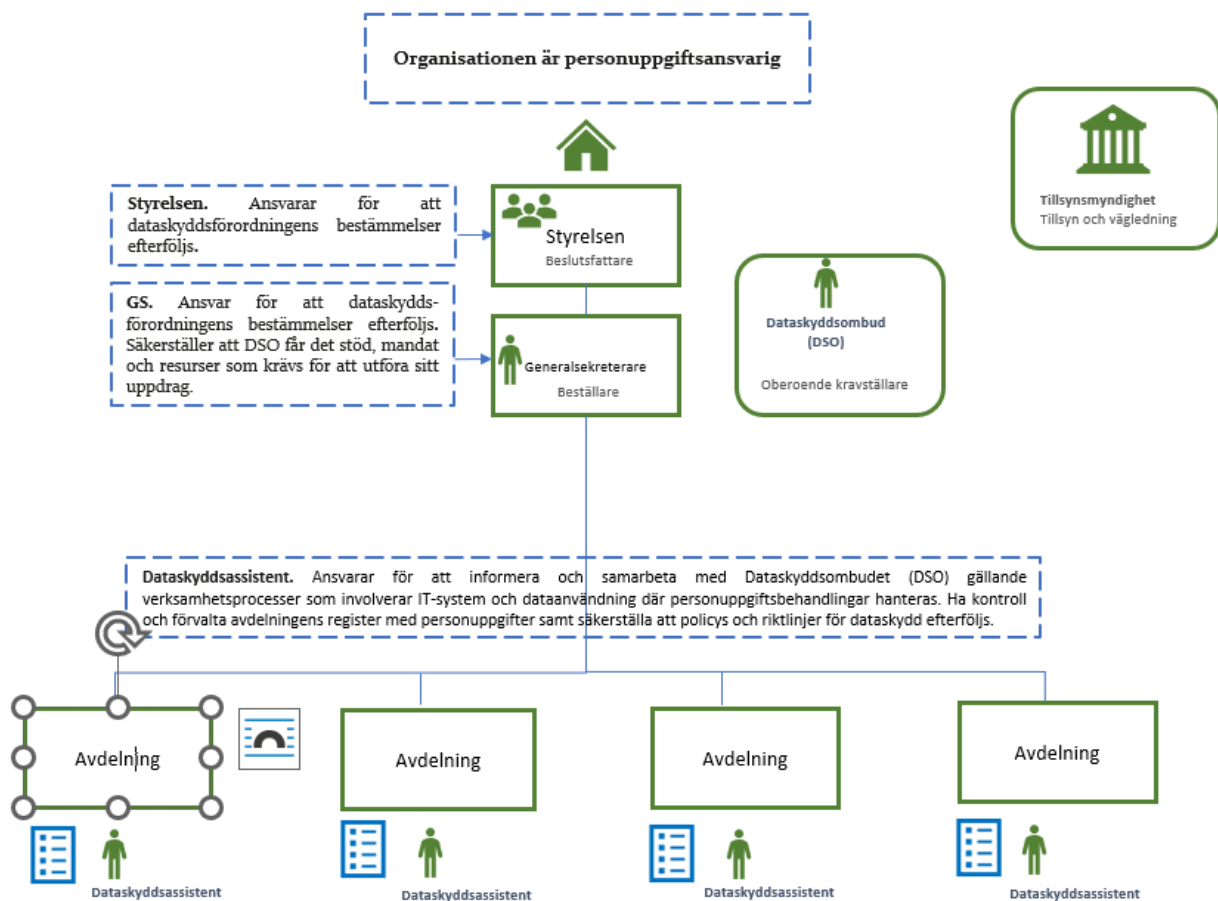 Organisationen är personuppgiftsansvarig
Tillsynsmyndighet
Tillsyn och vägledning
Styrelsen. Ansvarar för att
dataskyddsförordningens bestämmelser
efterföljs.
Styrelsen
Beslutsfattare
GS. Ansvar för att dataskydds-
förordningens bestämmelser efterföljs.
Säkerställer att DSO får det stöd, mandat
och resurser som krävs för att utföra sitt
uppdrag.
Generalsekreterare
Beställare
Dataskyddsombud
(DSO)
Oberoende kravställare
Dataskyddsassistent. Ansvarar för att informera och samarbeta med Dataskyddsombudet (DSO) gällande
verksamhetsprocesser som involverar IT-system och dataanvändning där personuppgiftsbehandlingar hanteras. Ha kontroll
och förvalta avdelningens register med personuppgifter samt säkerställa att policys och riktlinjer för dataskydd efterföljs.
Avdelning
Avdelning
Avdelning
Avdelning
Dataskyddsassistent
Dataskyddsassistent
Dataskyddsassistent
Dataskyddsassistent